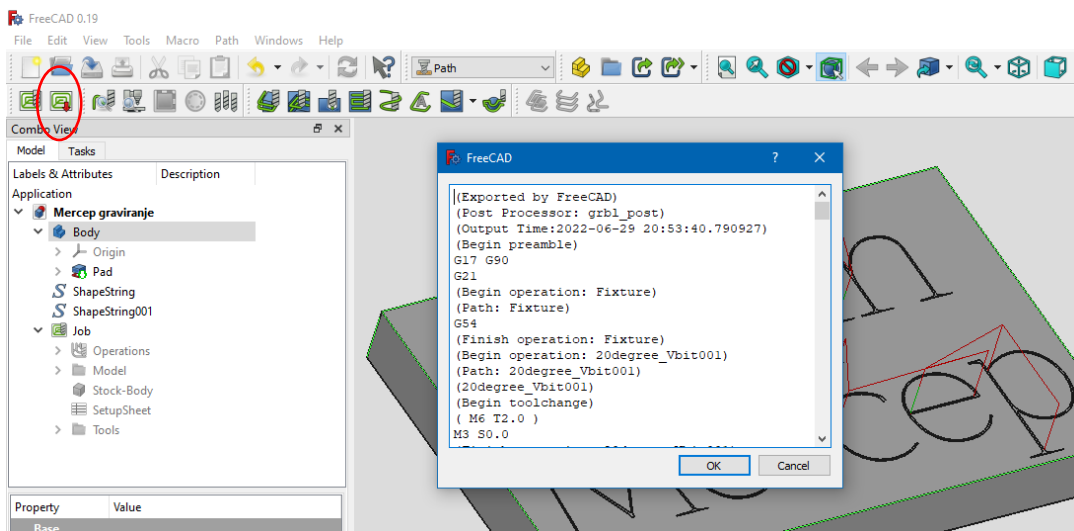 FreeCAD 0.19
File Edit View Tools Macro Path Windows Help
Path
Combo View
Model Tasks
Labels & Attributes Description
Application
Mercep graviranje
Body
Origin
Pad
ShapeString
ShapeString001
Job
Operations
Model
Stock-Body
SetupSheet
Tools
Property Value
Base
FreeCAD ? ×
(Exported by FreeCAD)
(Post Processor: grbl_post)
(Output Time:2022-06-29 20:53:40.790927)
(Begin preamble)
G17 G90
G21
(Begin operation: Fixture)
(Path: Fixture)
G54
(Finish operation: Fixture)
(Begin operation: 20degree_Vbit001)
(Path: 20degree_Vbit001)
(20degree_Vbit001)
(Begin toolchange)
( M6 T2.0 )
M3 S0.0
OK Cancel